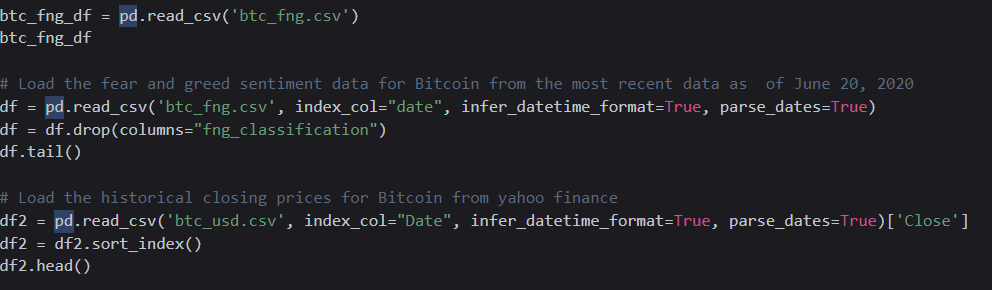 btc_fng_df = pd.read_csv('btc_fng.csv')
btc_fng_df
# Load the fear and greed sentiment data for Bitcoin from the most recent data as  of June 20, 2020
df = pd.read_csv('btc_fng.csv', index_col="date", infer_datetime_format=True, parse_dates=True)
df = df.drop(columns="fng_classification")
df.tail()
# Load the historical closing prices for Bitcoin from yahoo finance
df2 = pd.read_csv('btc_usd.csv', index_col="Date", infer_datetime_format=True, parse_dates=True)['Close']
df2 = df2.sort_index()
df2.head()